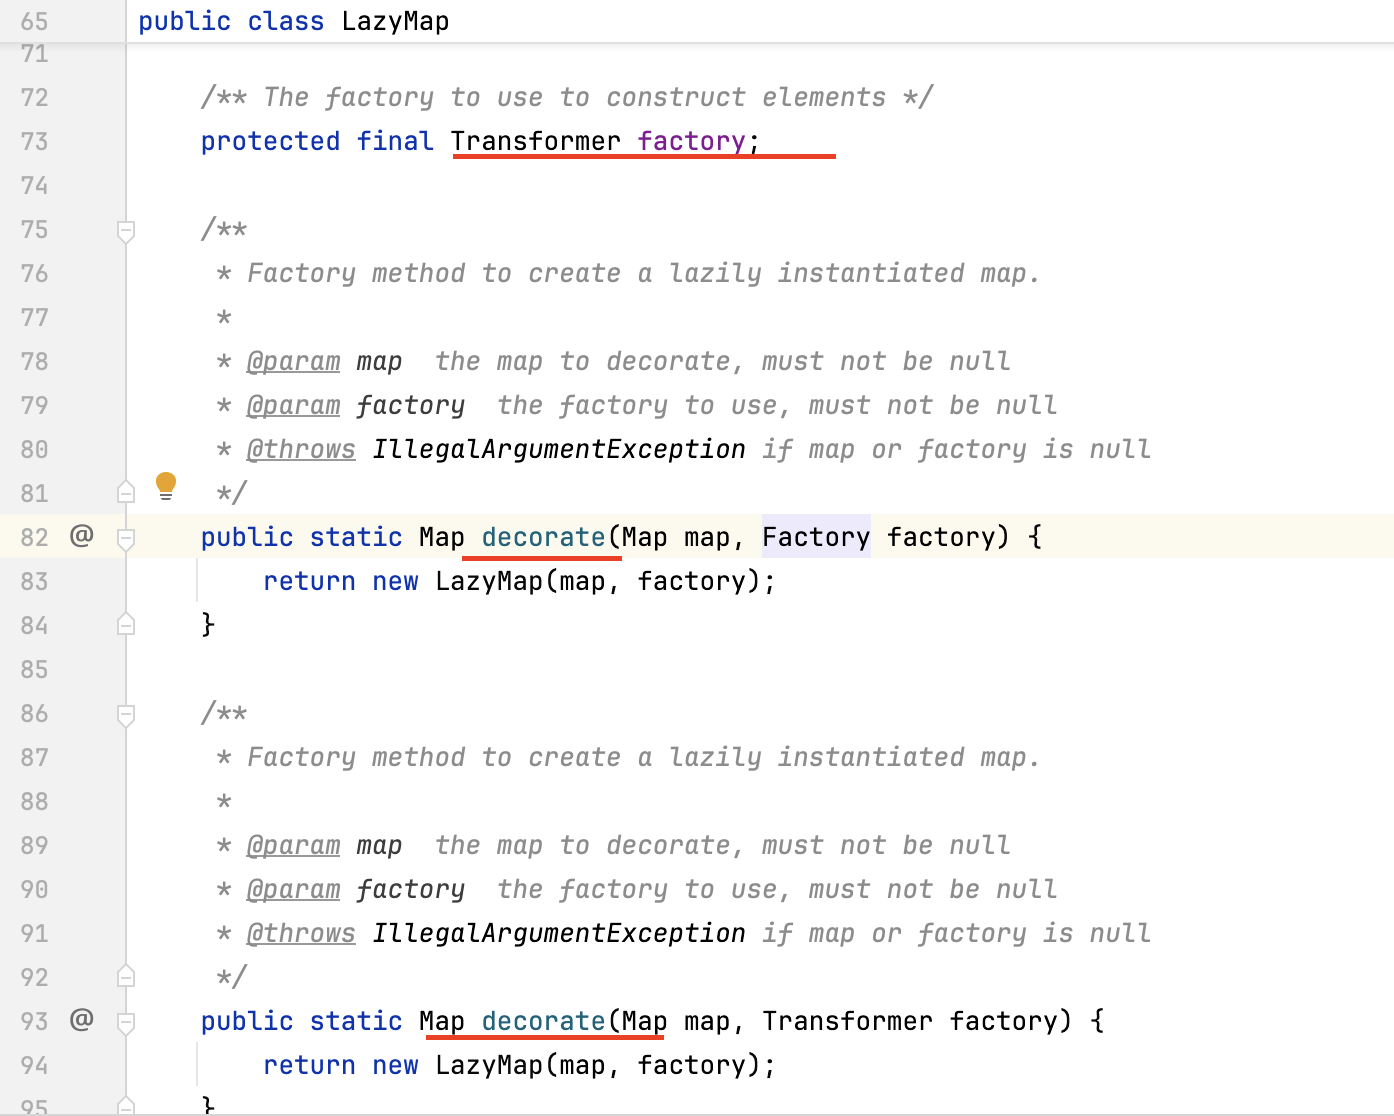 65 public class LazyMap
71
72 /** The factory to use to construct elements */
73 protected final Transformer factory;
74
75 /**
76 * Factory method to create a lazily instantiated map.
77 *
78 * @param map  the map to decorate, must not be null
79 * @param factory  the factory to use, must not be null
80 * @throws IllegalArgumentException if map or factory is null
81 */
82 @ public static Map decorate(Map map, Factory factory) {
83 return new LazyMap(map, factory);
84 }
85
86 /**
87 * Factory method to create a lazily instantiated map.
88 *
89 * @param map  the map to decorate, must not be null
90 * @param factory  the factory to use, must not be null
91 * @throws IllegalArgumentException if map or factory is null
92 */
93 @ public static Map decorate(Map map, Transformer factory) {
94 return new LazyMap(map, factory);
95 }